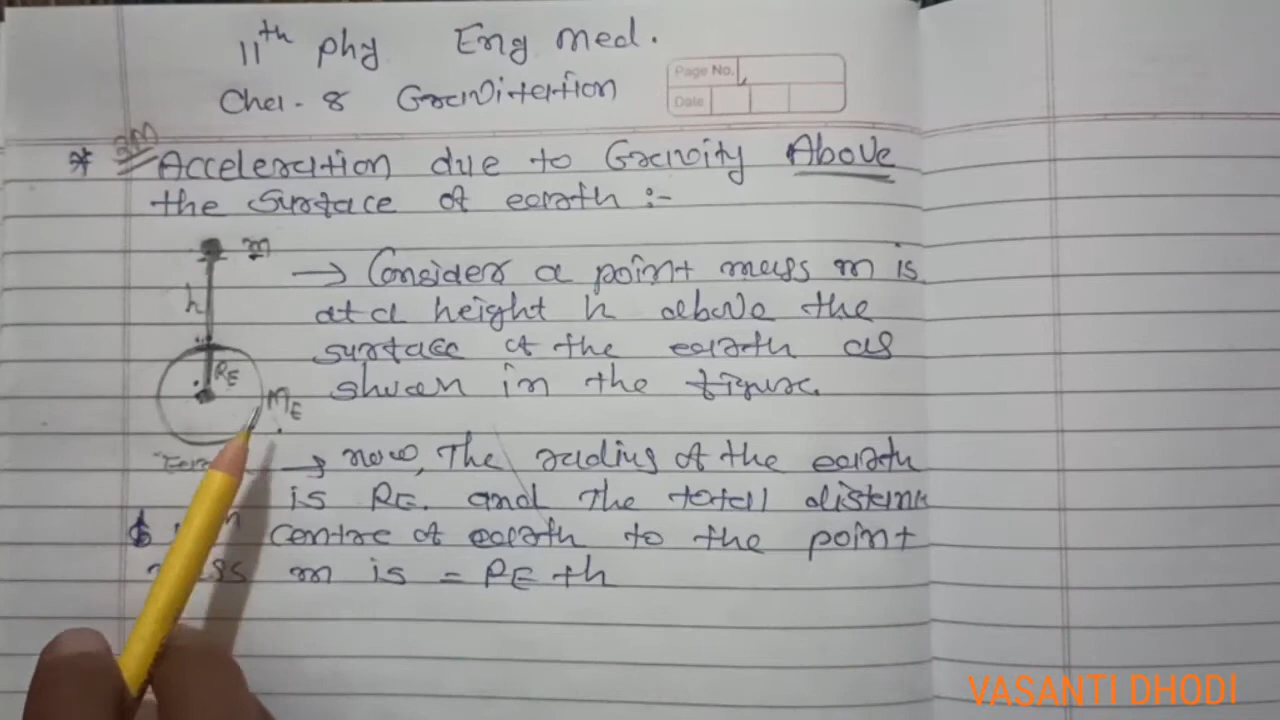 11th phy Eng med.
Cha. 8 Gravitation
Page No.
Date
* 3M Acceleration due to Gravity Above
the surface of earth :-
m
→ Consider a point mass m is
h
at a height h above the
surface of the earth as
RE
shown in the figure.
ME
→ now, The radius of the earth
is RE. and the total distan
centre of earth to the point
m is = RE + h
VASANTI DHODI